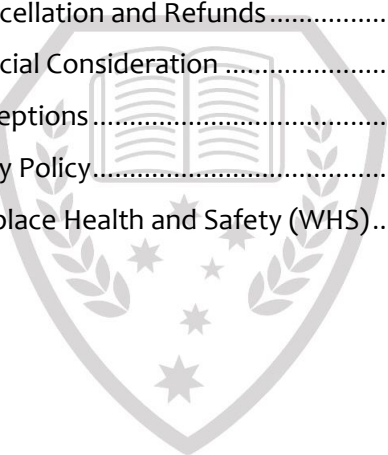 cellation and Refunds................
cial Consideration ......................
eptions.......................................
y Policy.......................................
place Health and Safety (WHS)..